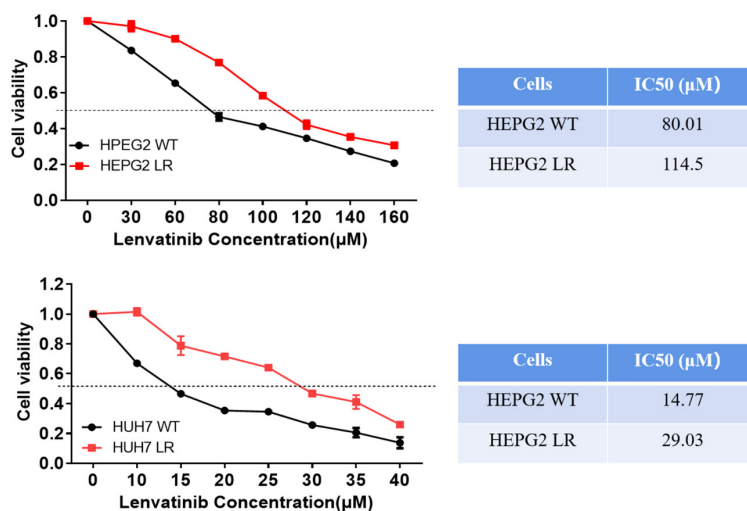 1.0
0.8
0.6
0.4
0.2
0.0
Cell viability
HPEG2 WT
HEPG2 LR
0 30 60 80 100 120 140 160
Lenvatinib Concentration(μM)
Cells IC50 (μM)
HEPG2 WT 80.01
HEPG2 LR 114.5
1.2
1.0
0.8
0.6
0.4
0.2
0.0
Cell viability
HUH7 WT
HUH7 LR
0 10 15 20 25 30 35 40
Lenvatinib Concentration(μM)
Cells IC50 (μM)
HEPG2 WT 14.77
HEPG2 LR 29.03